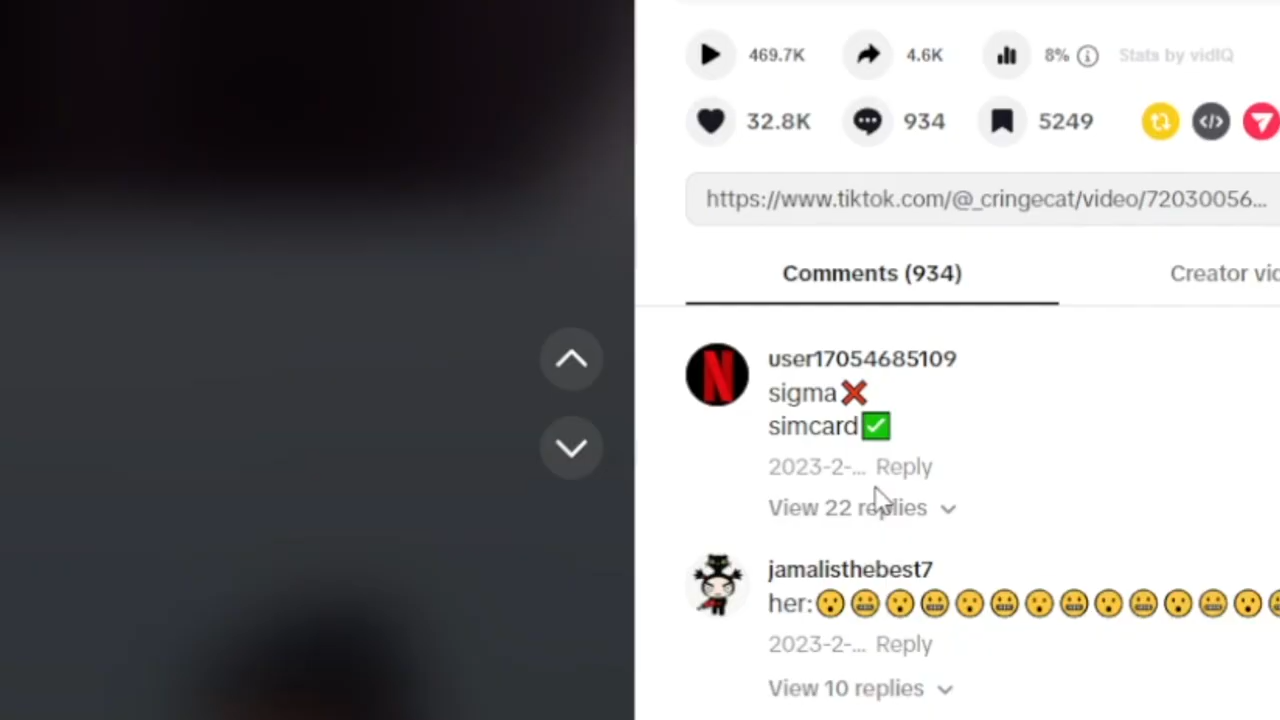 469.7K 4.6K 8% Stats by vidIQ
32.8K 934 5249
https://www.tiktok.com/@_cringecat/video/72030056...
Comments (934) Creator vid
user17054685109
sigma❌
simcard✅
2023-2-... Reply
View 22 replies
jamalisthebest7
her:😮😬😮😬😮😬😮😬😮😬😮😬😮😬
2023-2-... Reply
View 10 replies